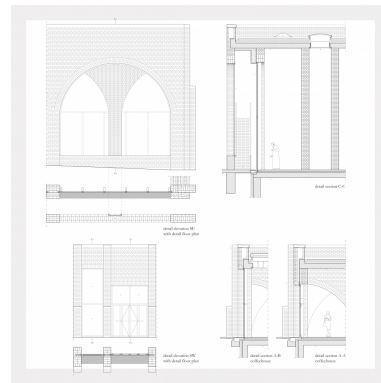 detail section C-C
detail elevation SE/
with detail floor plan
detail elevation SW
with detail floor plan
detail section A-B
coffeehouse
detail section A-A
coffeehouse